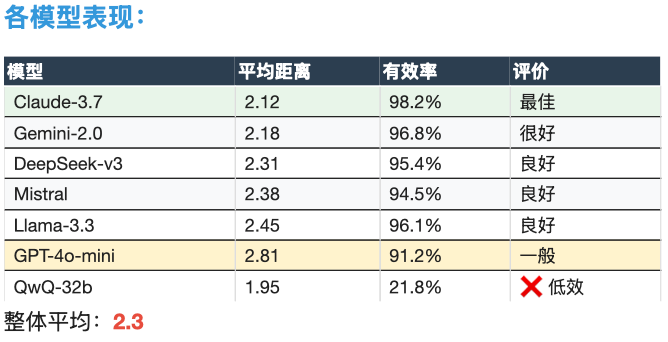 各模型表现：
模型 平均距离 有效率 评价
Claude-3.7 2.12 98.2% 最佳
Gemini-2.0 2.18 96.8% 很好
DeepSeek-v3 2.31 95.4% 良好
Mistral 2.38 94.5% 良好
Llama-3.3 2.45 96.1% 良好
GPT-4o-mini 2.81 91.2% 一般
QwQ-32b 1.95 21.8% ❌ 低效
整体平均：2.3